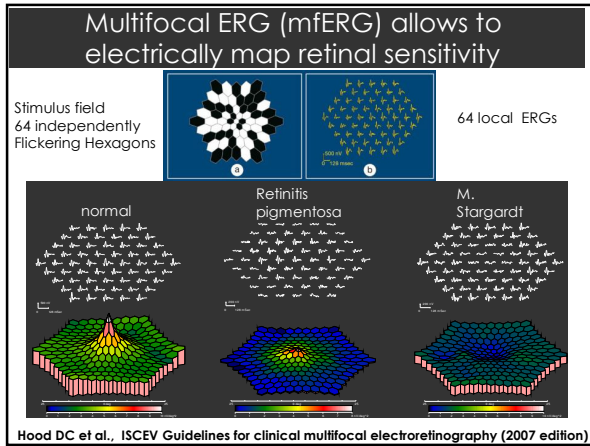 Multifocal ERG (mfERG) allows to
electrically map retinal sensitivity
Stimulus field
64 independently
Flickering Hexagons
a
b
500 nV
0 128 msec
64 local ERGs
normal
Retinitis
pigmentosa
M.
Stargardt
Hood DC et al., ISCEV Guidelines for clinical multifocal electroretinography (2007 edition)